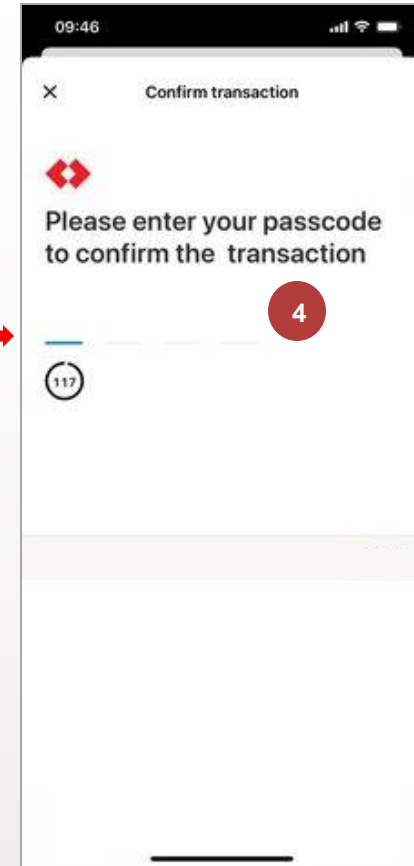 09:46
Confirm transaction
Please enter your passcode
to confirm the transaction
4
117